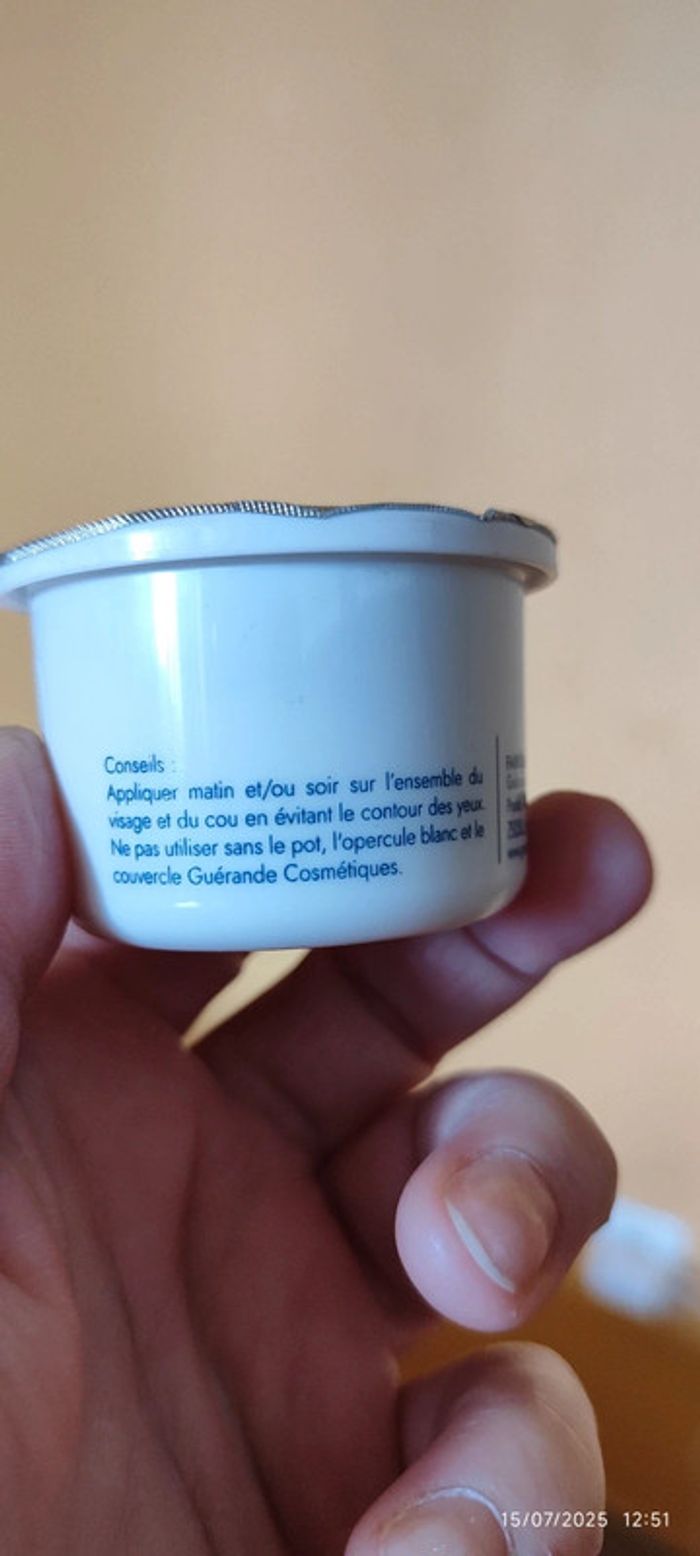 Conseils :
Appliquer matin et/ou soir sur l'ensemble du
visage et du cou en évitant le contour des yeux.
Ne pas utiliser sans le pot, l'opercule blanc et le
couvercle Guérande Cosmétiques.
15/07/2025 12:51